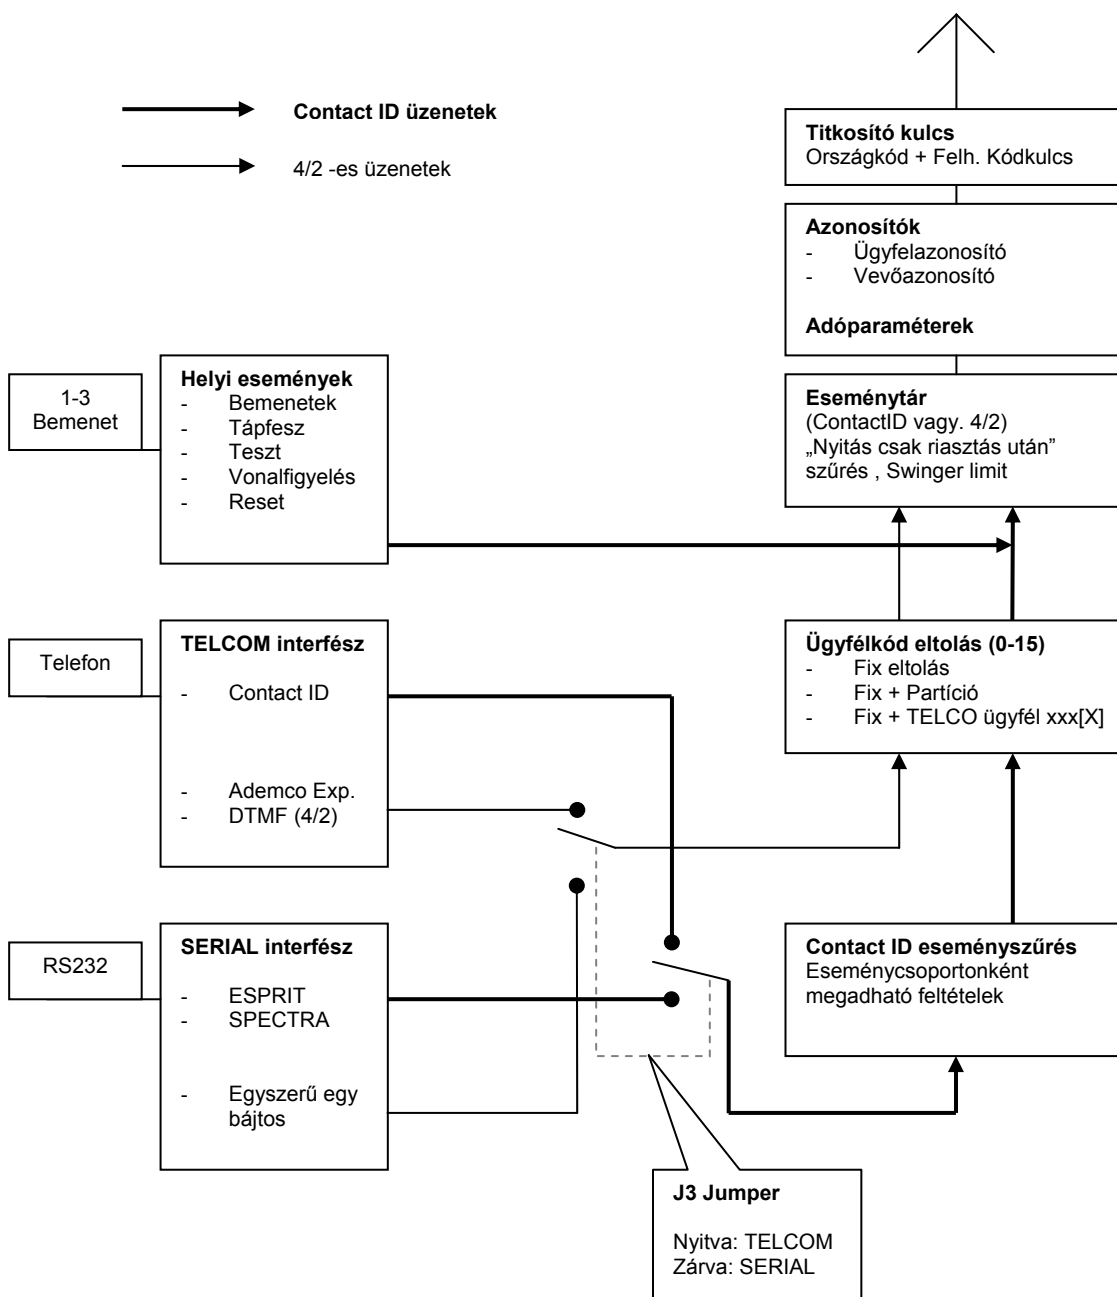 Contact ID üzenetek
4/2 -es üzenetek
Titkosító kulcs
Országkód + Felh. Kódkulcs
Azonosítók
- Ügyfelazonosító
- Vevőazonosító
Adóparaméterek
1-3
Bemenet
Helyi események
- Bemenetek
- Tápfesz
- Teszt
- Vonalfigyelés
- Reset
Eseménytár
(ContactID vagy. 4/2)
„Nyitás csak riasztás után”
szűrés , Swinger limit
Telefon
TELCOM interfész
- Contact ID
- Ademco Exp.
- DTMF (4/2)
Ügyfélkód eltolás (0-15)
- Fix eltolás
- Fix + Partíció
- Fix + TELCO ügyfél xxx[X]
RS232
SERIAL interfész
- ESPRIT
- SPECTRA
- Egyszerű egy
bájtos
Contact ID eseményszűrés
Eseménycsoportonként
megadható feltételek
J3 Jumper
Nyitva: TELCOM
Zárva: SERIAL